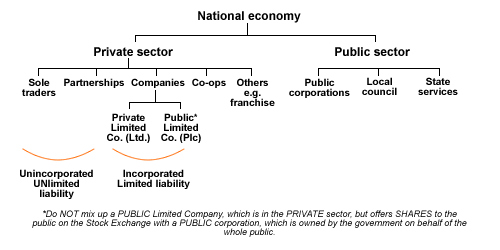 National economy
Private sector
Public sector
Sole
traders
Partnerships
Companies
Co-ops
Others
e.g.
franchise
Public
corporations
Local
council
State
services
Private
Limited
Co. (Ltd.)
Public*
Limited
Co. (Plc)
Unincorporated
UNlimited
liability
Incorporated
Limited liability
*Do NOT mix up a PUBLIC Limited Company, which is in the PRIVATE sector, but offers SHARES to the
public on the Stock Exchange with a PUBLIC corporation, which is owned by the government on behalf of the
whole public.